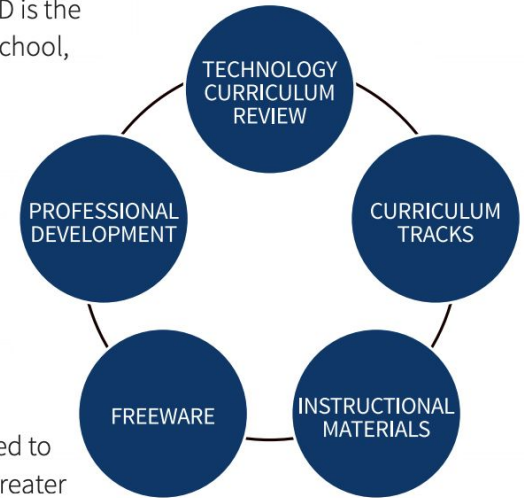 D is the
chool,
TECHNOLOGY
CURRICULUM
REVIEW
PROFESSIONAL
DEVELOPMENT
CURRICULUM
TRACKS
FREEWARE
INSTRUCTIONAL
MATERIALS
ed to
reater